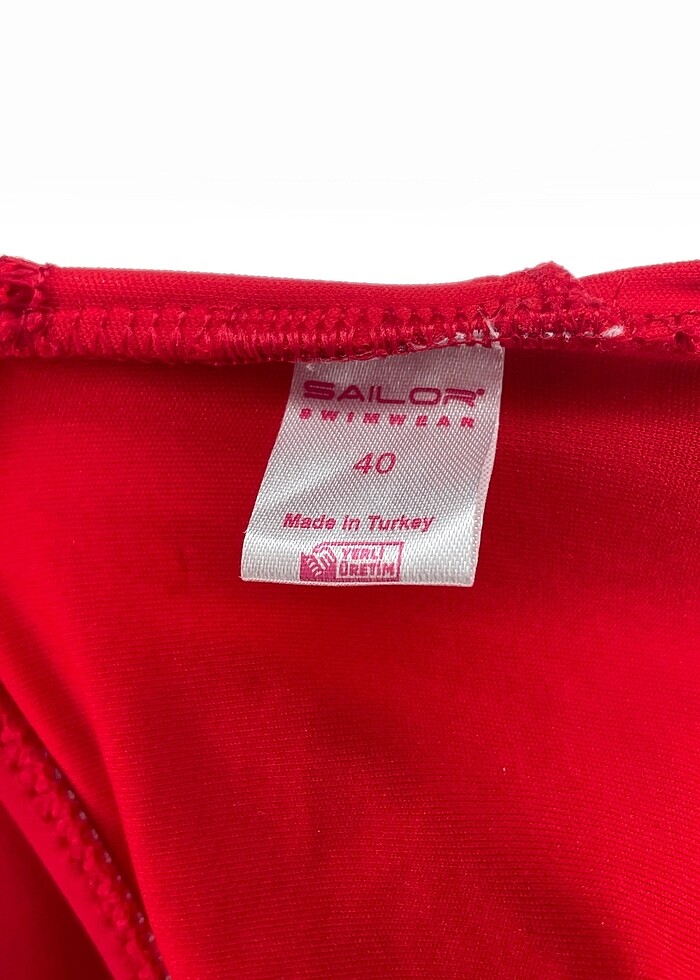 SAILOR
SWIMWEAR
40
Made in Turkey
YERLİ
ÜRETİM